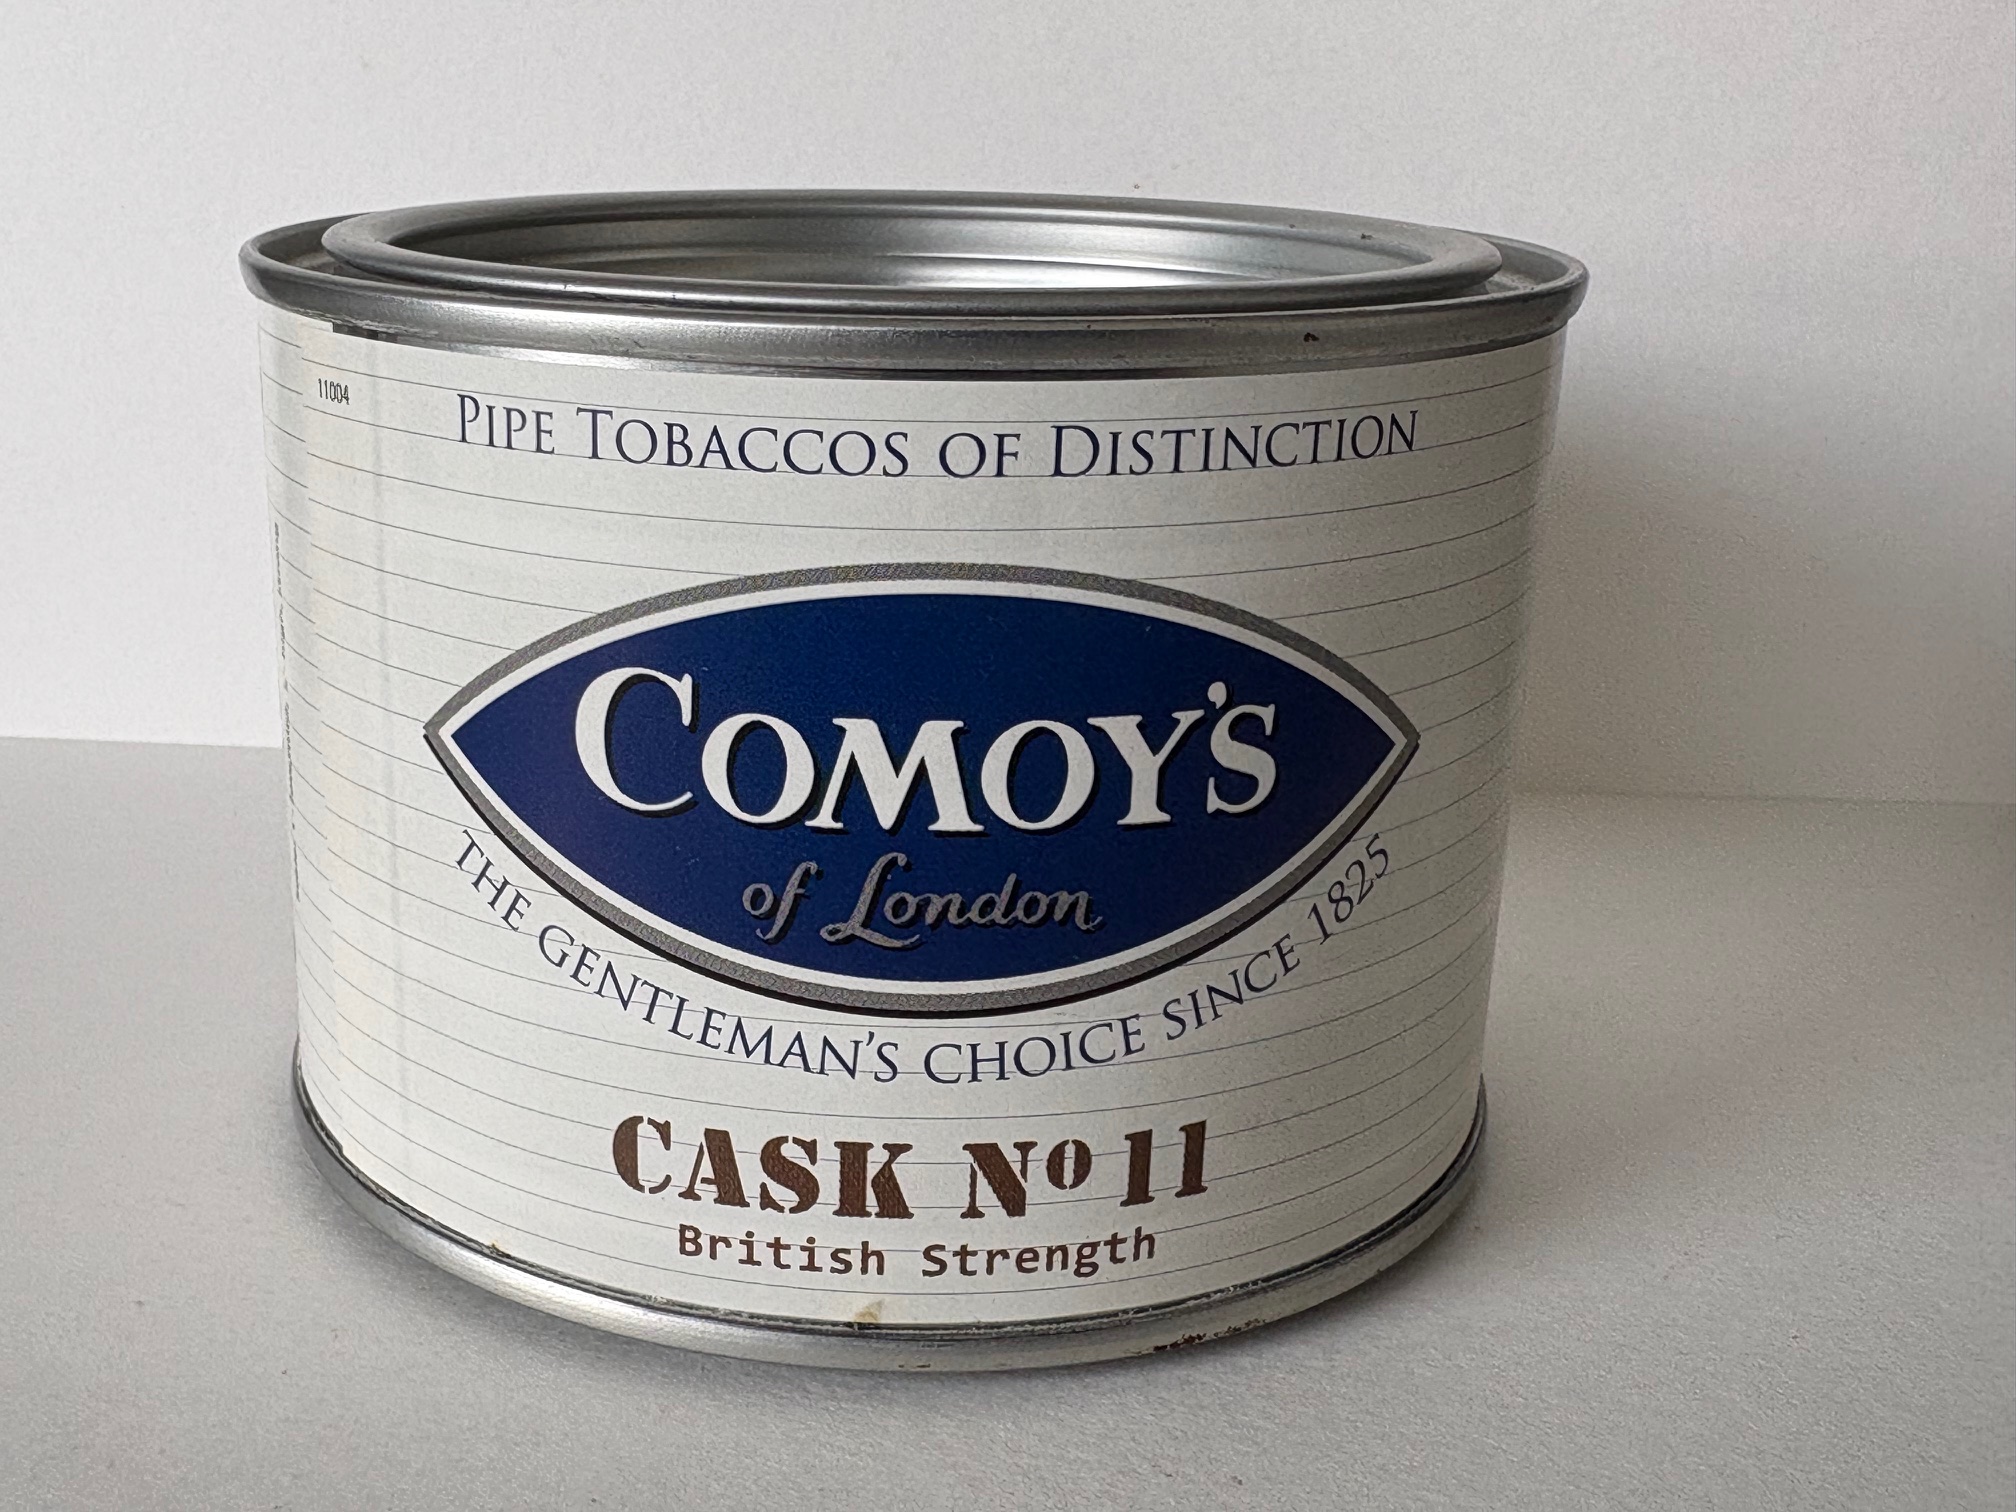 11004
PIPE TOBACCOS OF DISTINCTION
COMOY'S
of London
THE GENTLEMAN'S CHOICE SINCE 1825
CASK No 11
British Strength